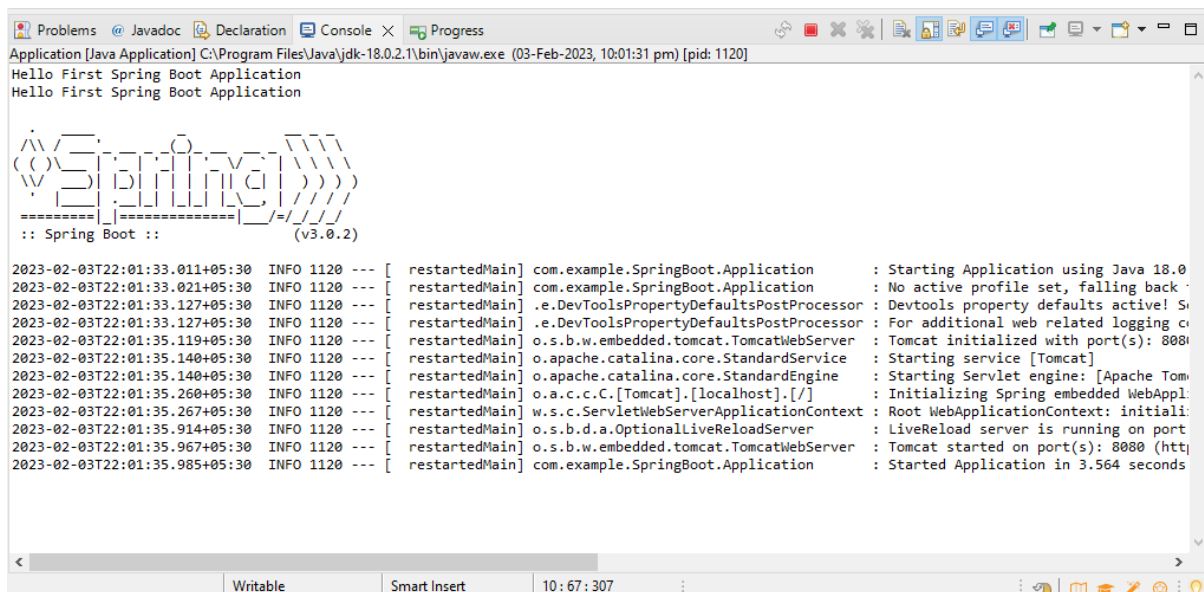 Problems @ Javadoc Declaration Console Progress
Application [Java Application] C:\Program Files\Java\jdk-18.0.2.1\bin\javaw.exe (03-Feb-2023, 10:01:31 pm) [pid: 1120]
Hello First Spring Boot Application
Hello First Spring Boot Application
Spring
:: Spring Boot :: (v3.0.2)
2023-02-03T22:01:33.011+05:30 INFO 1120 --- [ restartedMain] com.example.SpringBoot.Application : Starting Application using Java 18.0
2023-02-03T22:01:33.021+05:30 INFO 1120 --- [ restartedMain] com.example.SpringBoot.Application : No active profile set, falling back
2023-02-03T22:01:33.127+05:30 INFO 1120 --- [ restartedMain] .e.DevToolsPropertyDefaultsPostProcessor : Devtools property defaults active!
2023-02-03T22:01:33.127+05:30 INFO 1120 --- [ restartedMain] .e.DevToolsPropertyDefaultsPostProcessor : For additional web related logging
2023-02-03T22:01:35.119+05:30 INFO 1120 --- [ restartedMain] o.s.b.w.embedded.tomcat.TomcatWebServer : Tomcat initialized with port(s): 8080
2023-02-03T22:01:35.140+05:30 INFO 1120 --- [ restartedMain] o.apache.catalina.core.StandardService : Starting service [Tomcat]
2023-02-03T22:01:35.140+05:30 INFO 1120 --- [ restartedMain] o.apache.catalina.core.StandardEngine : Starting Servlet engine: [Apache Tom
2023-02-03T22:01:35.260+05:30 INFO 1120 --- [ restartedMain] o.a.c.c.C.[Tomcat].[localhost].[/] : Initializing Spring embedded WebAppl
2023-02-03T22:01:35.267+05:30 INFO 1120 --- [ restartedMain] w.s.c.ServletWebServerApplicationContext : Root WebApplicationContext: initiali
2023-02-03T22:01:35.914+05:30 INFO 1120 --- [ restartedMain] o.s.b.d.a.OptionalLiveReloadServer : LiveReload server is running on port
2023-02-03T22:01:35.967+05:30 INFO 1120 --- [ restartedMain] o.s.b.w.embedded.tomcat.TomcatWebServer : Tomcat started on port(s): 8080 (http
2023-02-03T22:01:35.985+05:30 INFO 1120 --- [ restartedMain] com.example.SpringBoot.Application : Started Application in 3.564 seconds
Writable Smart Insert 10 : 67 : 307